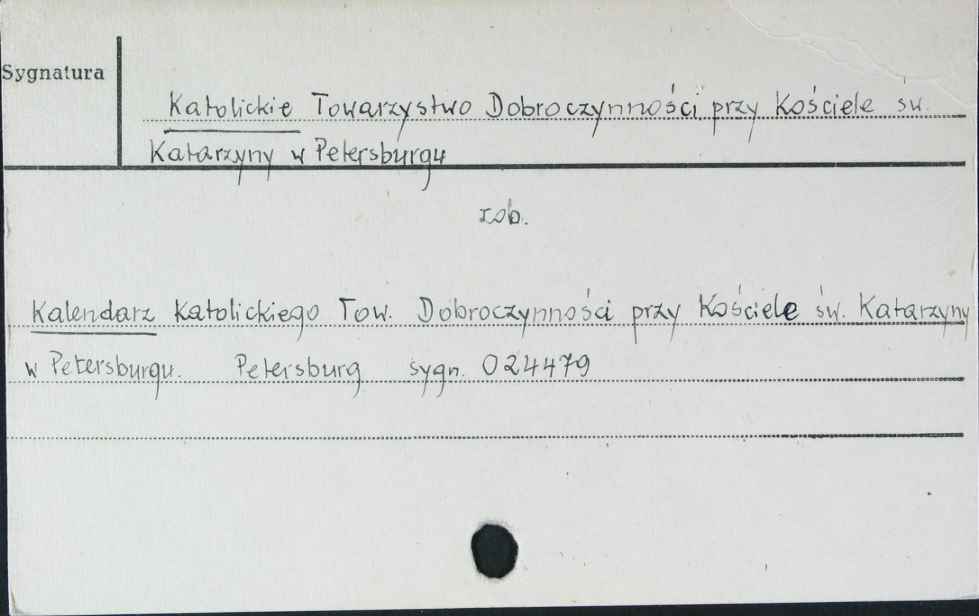 Sygnatura
Katolickie Towarzystwo Dobroczynności przy Kościele św.
Katarzyny w Petersburgu
zob.
Kalendarz Katolickiego Tow. Dobroczynności przy Kościele św. Katarzyny
w Petersburgu. Petersburg sygn. 024479